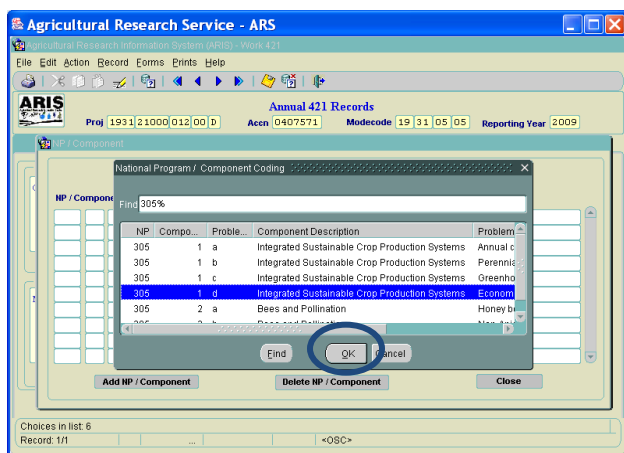 Agricultural Research Service - ARS
Agricultural Research Information System (ARIS) - Work 421
File Edit Action Record Forms Prints Help
ARIS
Annual 421 Records
Proj 1931 21000 012 00 D Accn 0407571 Modecode 19 31 05 05 Reporting Year 2009
NP / Component
National Program / Component Coding
NP / Compone
Find 305%
NP Compo... Proble... Component Description Problem
305 1 a Integrated Sustainable Crop Production Systems Annual c
305 1 b Integrated Sustainable Crop Production Systems Perennia
305 1 c Integrated Sustainable Crop Production Systems Greenho
305 1 d Integrated Sustainable Crop Production Systems Econom
305 2 a Bees and Pollination Honey b
Find OK Cancel
Add NP / Component Delete NP / Component Close
Choices in list: 6
Record: 1/1 ... <OSC>